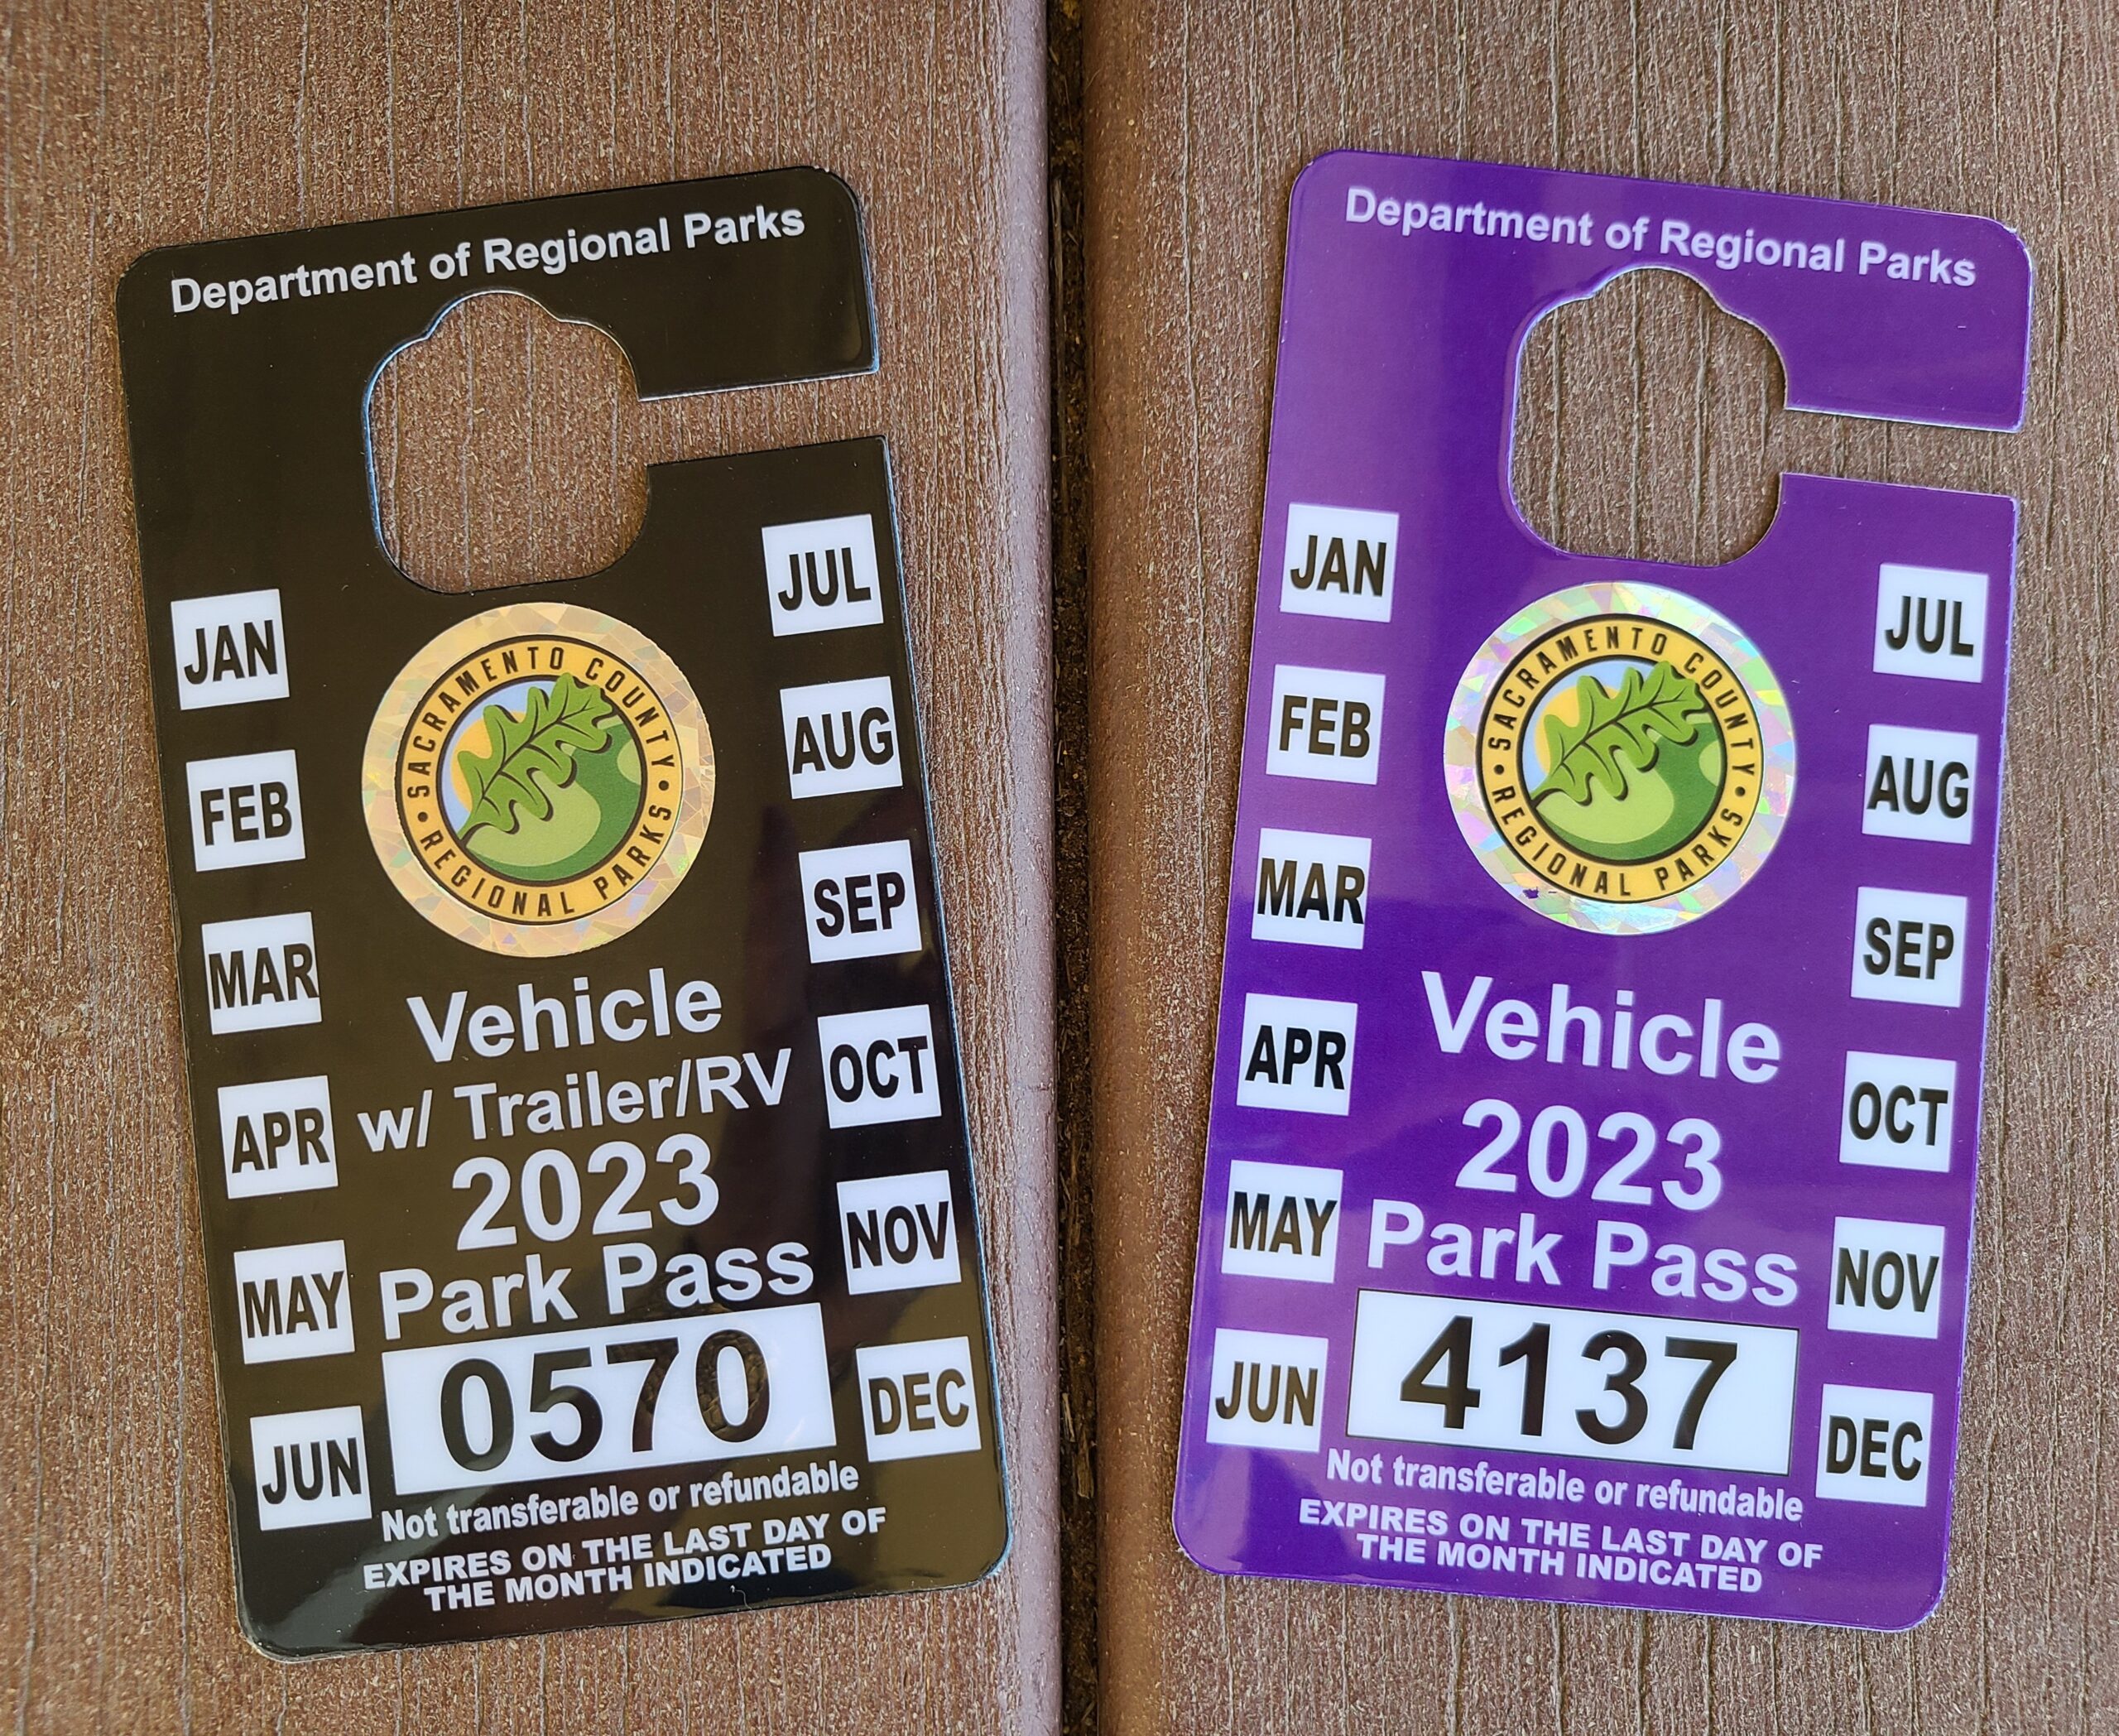 Department of Regional Parks
JAN
FEB
MAR
APR
MAY
JUN
JUL
AUG
SEP
OCT
NOV
DEC
SACRAMENTO COUNTY
• REGIONAL PARKS •
Vehicle
w/ Trailer/RV
2023
Park Pass
0570
Not transferable or refundable
EXPIRES ON THE LAST DAY OF
THE MONTH INDICATED
Department of Regional Parks
JAN
FEB
MAR
APR
MAY
JUN
JUL
AUG
SEP
OCT
NOV
DEC
SACRAMENTO COUNTY
• REGIONAL PARKS •
Vehicle
2023
Park Pass
4137
Not transferable or refundable
EXPIRES ON THE LAST DAY OF
THE MONTH INDICATED